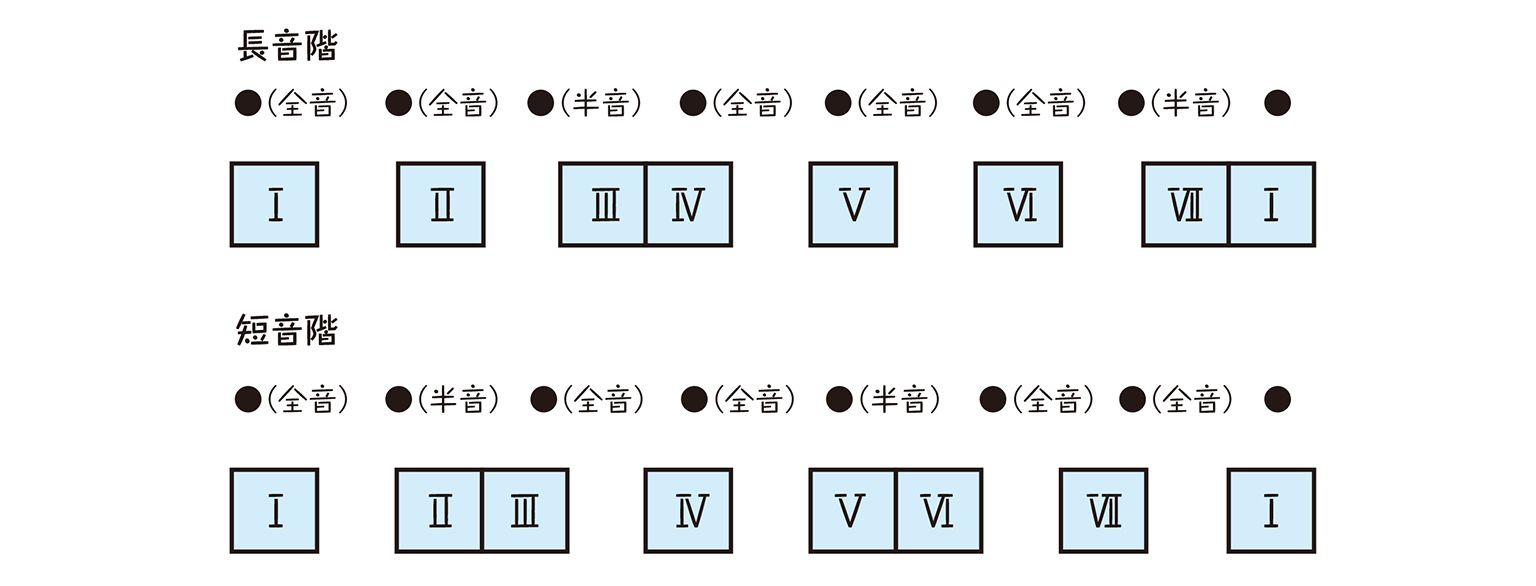 長音階
●(全音) ●(全音) ●(半音) ●(全音) ●(全音) ●(全音) ●(半音) ●
Ⅰ Ⅱ Ⅲ Ⅳ Ⅴ Ⅵ Ⅶ Ⅰ
短音階
●(全音) ●(半音) ●(全音) ●(全音) ●(半音) ●(全音) ●(全音) ●
Ⅰ Ⅱ Ⅲ Ⅳ Ⅴ Ⅵ Ⅶ Ⅰ